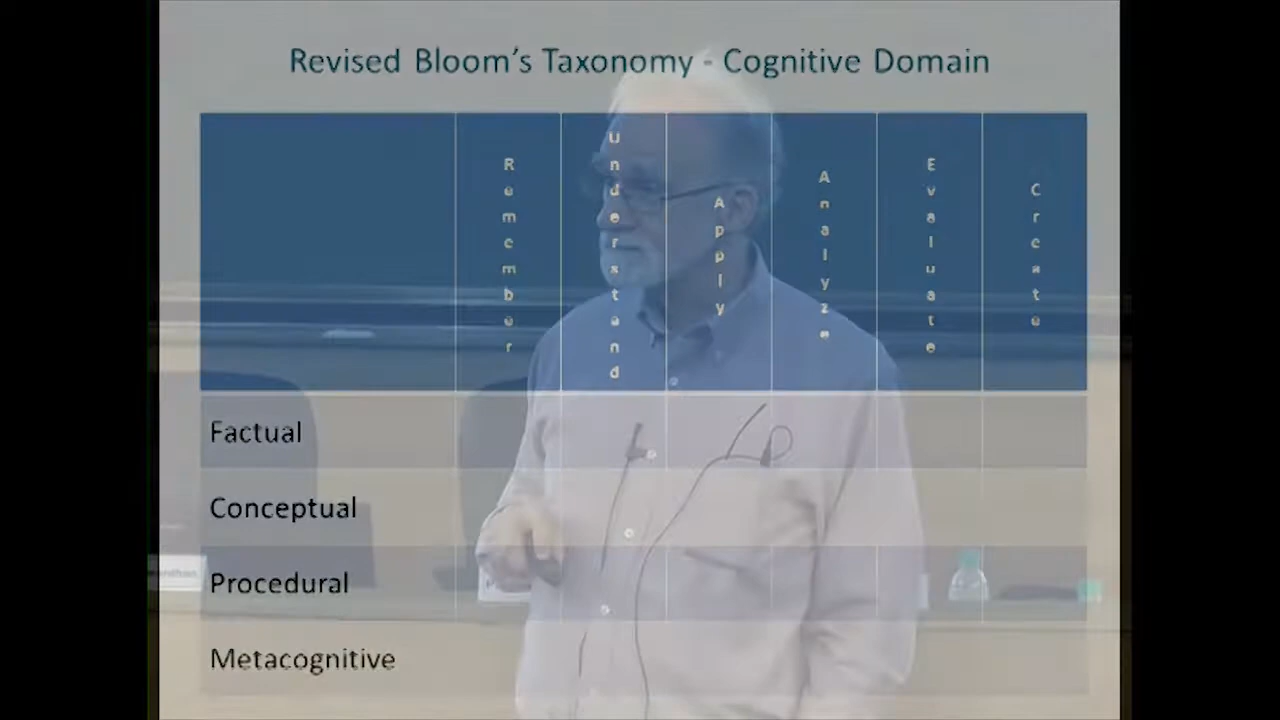 Revised Bloom's Taxonomy - Cognitive Domain
Remember
Understand
Apply
Analyze
Evaluate
Create
Factual
Conceptual
Procedural
Metacognitive